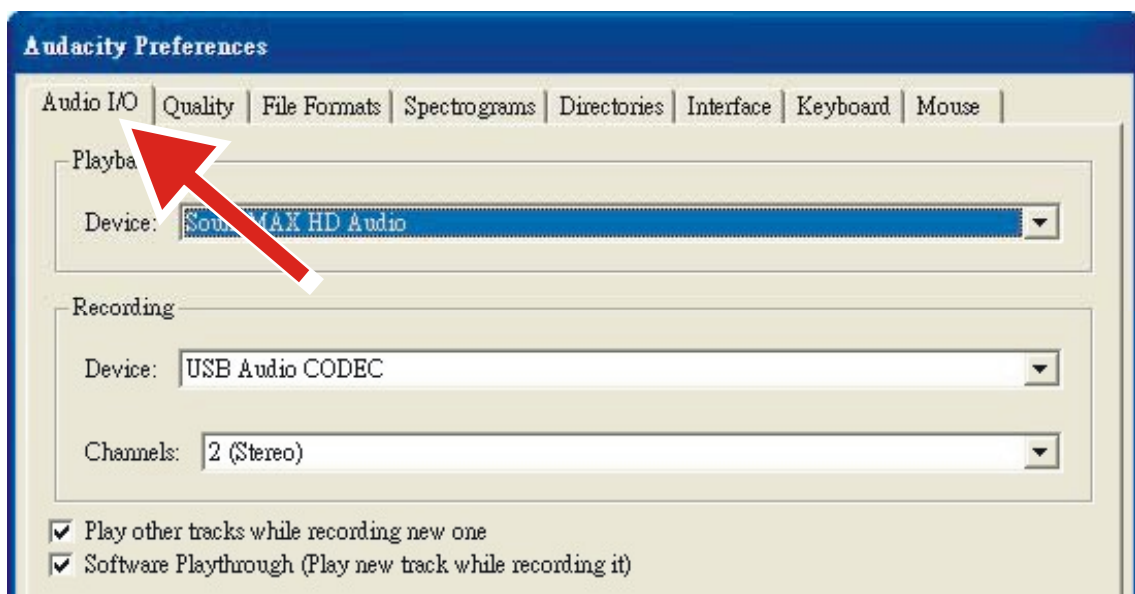 Audacity Preferences
Audio I/O Quality File Formats Spectrograms Directories Interface Keyboard Mouse
Device: HD Audio
Recording
Device: USB Audio CODEC
Channels: 2 (Stereo)
Play other tracks while recording new one
Software Playthrough (Play new track while recording it)